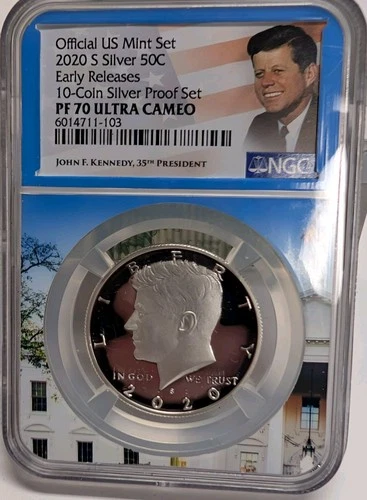 Official US Mint Set
2020 S Silver 50C
Early Releases
10-Coin Silver Proof Set
PF 70 ULTRA CAMEO
6014711-103
JOHN F. KENNEDY, 35TH PRESIDENT
NGC
LIBERTY
IN GOD WE TRUST
S
2020